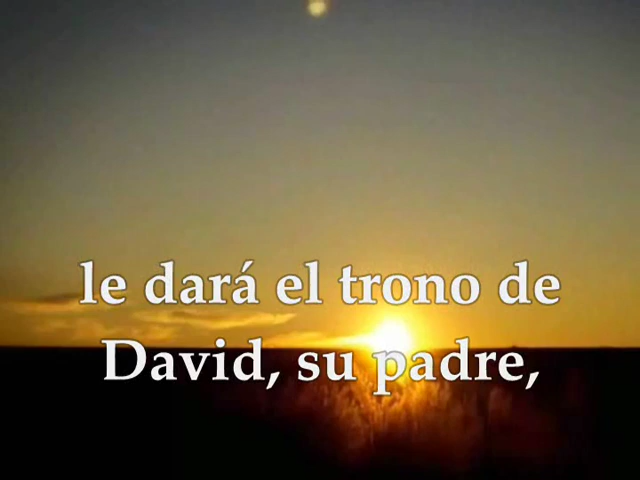 le dará el trono de
David, su padre,